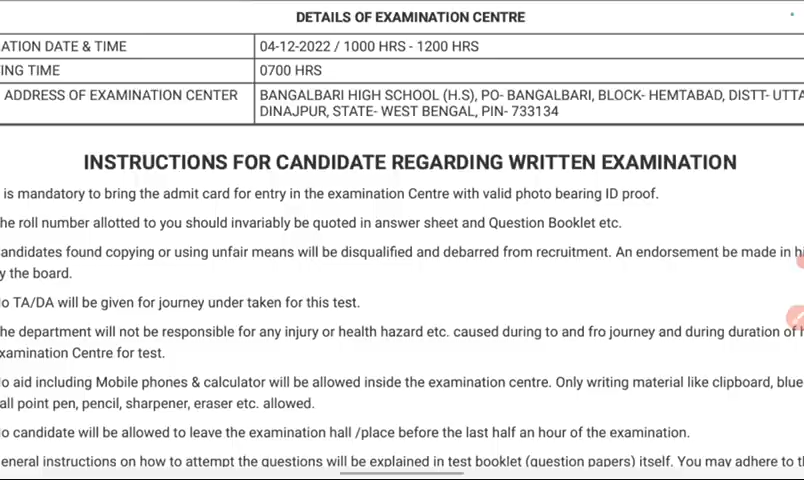 DETAILS OF EXAMINATION CENTRE
ATION DATE & TIME 04-12-2022 / 1000 HRS - 1200 HRS
ING TIME 0700 HRS
ADDRESS OF EXAMINATION CENTER BANGALBARI HIGH SCHOOL (H.S), PO- BANGALBARI, BLOCK- HEMTABAD, DISTT- UTTA
DINAJPUR, STATE- WEST BENGAL, PIN- 733134
INSTRUCTIONS FOR CANDIDATE REGARDING WRITTEN EXAMINATION
is mandatory to bring the admit card for entry in the examination Centre with valid photo bearing ID proof.
he roll number allotted to you should invariably be quoted in answer sheet and Question Booklet etc.
andidates found copying or using unfair means will be disqualified and debarred from recruitment. An endorsement be made in hi
y the board.
o TA/DA will be given for journey under taken for this test.
he department will not be responsible for any injury or health hazard etc. caused during to and fro journey and during duration of
xamination Centre for test.
o aid including Mobile phones & calculator will be allowed inside the examination centre. Only writing material like clipboard, blue
all point pen, pencil, sharpener, eraser etc. allowed.
o candidate will be allowed to leave the examination hall /place before the last half an hour of the examination.
eneral instructions on how to attempt the questions will be explained in test booklet (question papers) itself. You may adhere to th